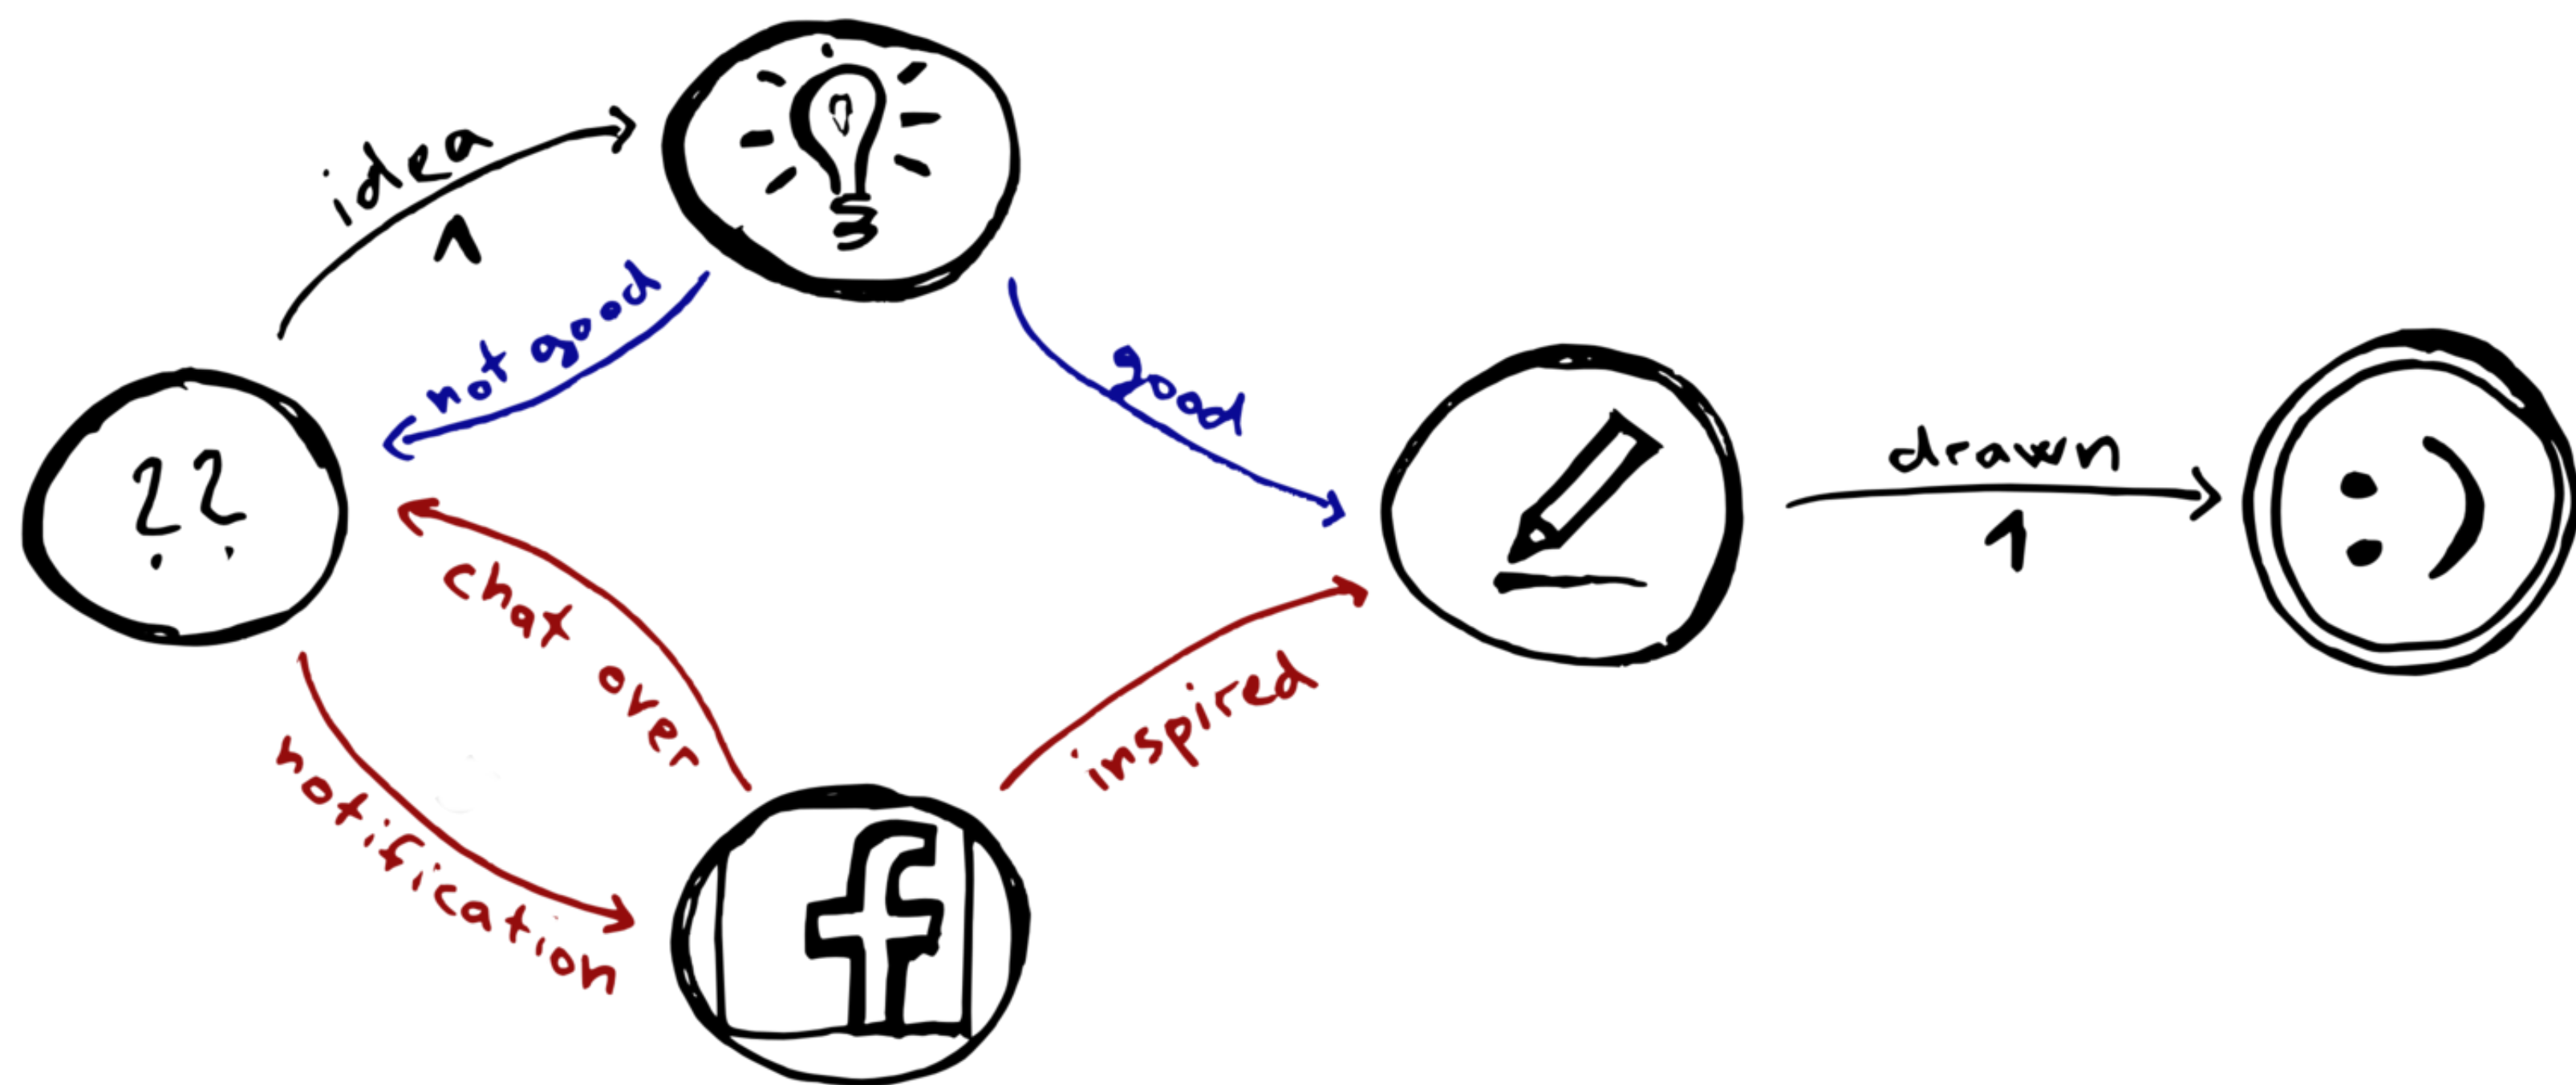 idea
1
not good
good
??
drawn
1
:)
chat over
inspired
notification
f